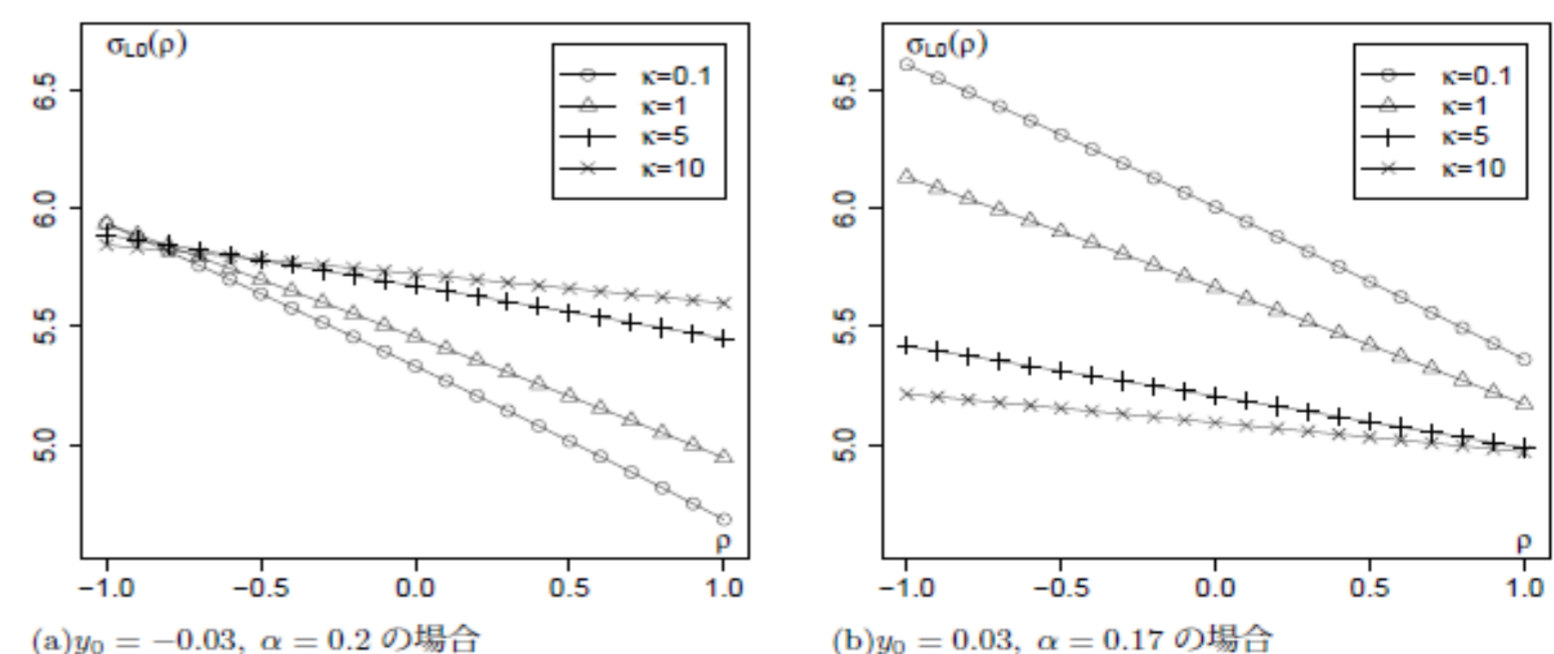 σL0(ρ)
κ=0.1
κ=1
κ=5
κ=10
6.5
6.0
5.5
5.0
ρ
−1.0 −0.5 0.0 0.5 1.0
(a)y0 = −0.03, α = 0.2 の場合
σL0(ρ)
κ=0.1
κ=1
κ=5
κ=10
6.5
6.0
5.5
5.0
ρ
−1.0 −0.5 0.0 0.5 1.0
(b)y0 = 0.03, α = 0.17 の場合